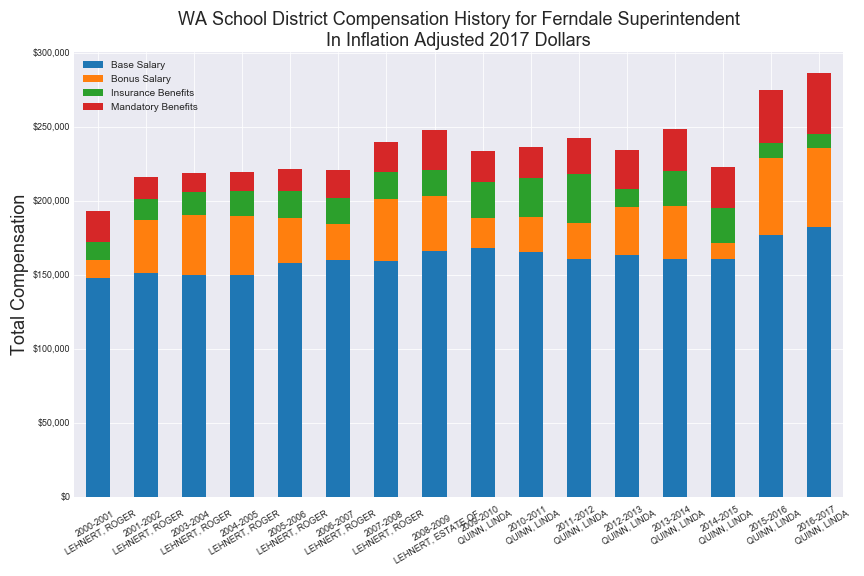 WA School District Compensation History for Ferndale Superintendent
In Inflation Adjusted 2017 Dollars
Base Salary
Bonus Salary
Insurance Benefits
Mandatory Benefits
Total Compensation
$300,000
$250,000
$200,000
$150,000
$100,000
$50,000
$0
2000-2001
LEHNERT, ROGER
2001-2002
LEHNERT, ROGER
2003-2004
LEHNERT, ROGER
2004-2005
LEHNERT, ROGER
2005-2006
LEHNERT, ROGER
2006-2007
LEHNERT, ROGER
2007-2008
LEHNERT, ROGER
2008-2009
LEHNERT, ESTATE OF
2009-2010
QUINN, LINDA
2010-2011
QUINN, LINDA
2011-2012
QUINN, LINDA
2012-2013
QUINN, LINDA
2013-2014
QUINN, LINDA
2014-2015
QUINN, LINDA
2015-2016
QUINN, LINDA
2016-2017
QUINN, LINDA